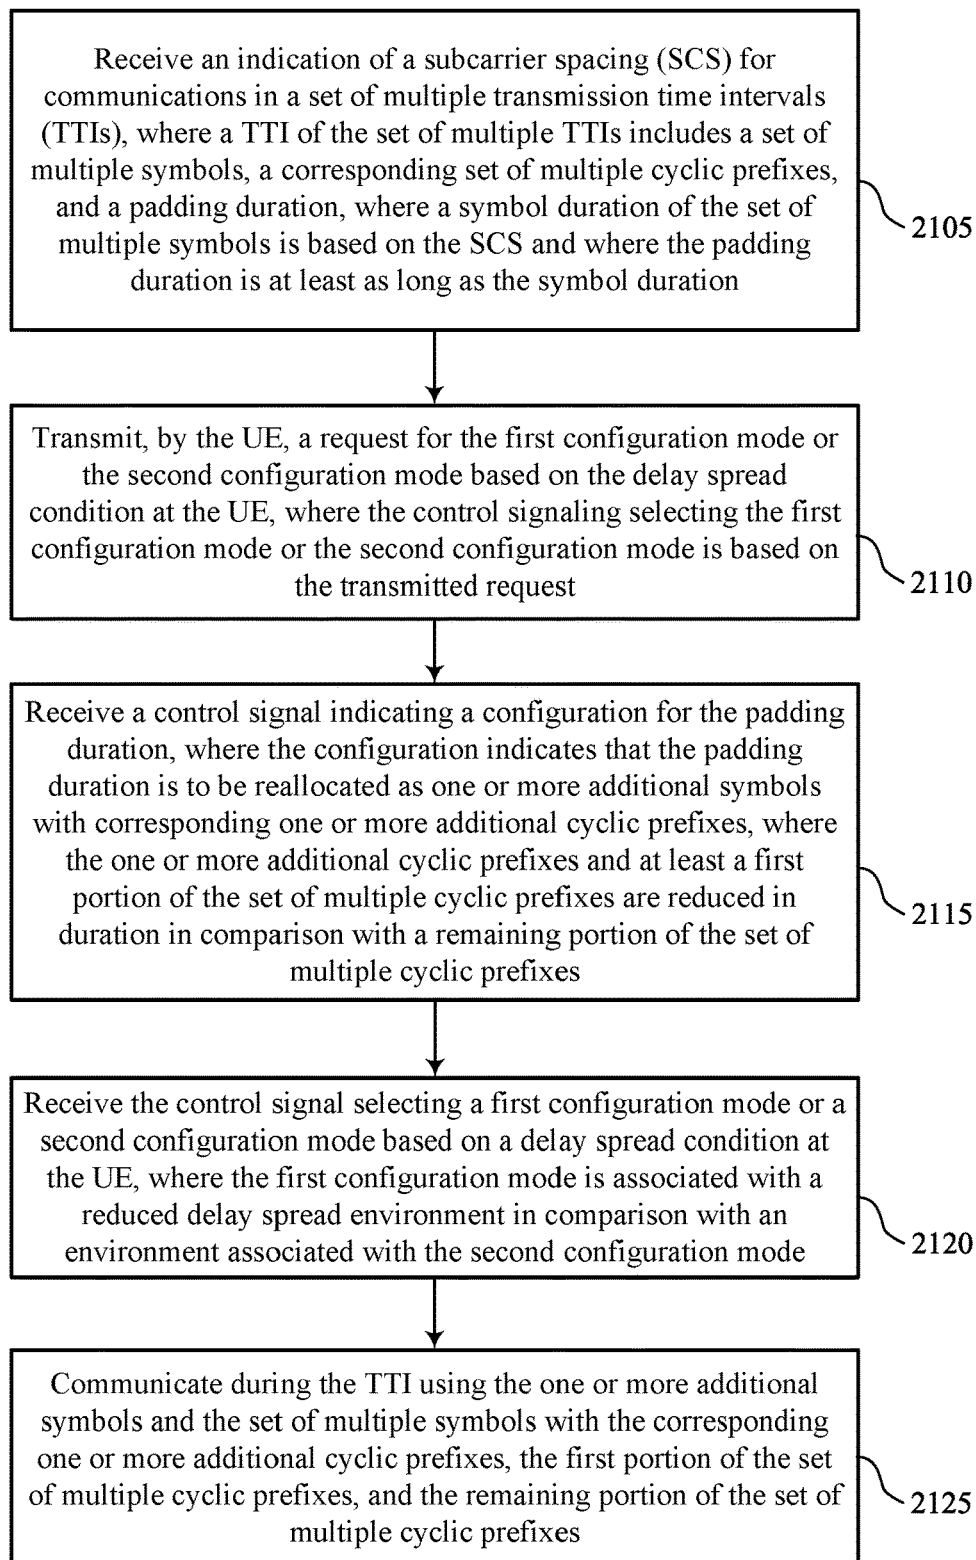 Receive an indication of a subcarrier spacing (SCS) for
communications in a set of multiple transmission time intervals
(TTIs), where a TTI of the set of multiple TTIs includes a set of
multiple symbols, a corresponding set of multiple cyclic prefixes,
and a padding duration, where a symbol duration of the set of
multiple symbols is based on the SCS and where the padding
duration is at least as long as the symbol duration
2105
Transmit, by the UE, a request for the first configuration mode or
the second configuration mode based on the delay spread
condition at the UE, where the control signaling selecting the first
configuration mode or the second configuration mode is based on
the transmitted request
2110
Receive a control signal indicating a configuration for the padding
duration, where the configuration indicates that the padding
duration is to be reallocated as one or more additional symbols
with corresponding one or more additional cyclic prefixes, where
the one or more additional cyclic prefixes and at least a first
portion of the set of multiple cyclic prefixes are reduced in
duration in comparison with a remaining portion of the set of
multiple cyclic prefixes
2115
Receive the control signal selecting a first configuration mode or a
second configuration mode based on a delay spread condition at
the UE, where the first configuration mode is associated with a
reduced delay spread environment in comparison with an
environment associated with the second configuration mode
2120
Communicate during the TTI using the one or more additional
symbols and the set of multiple symbols with the corresponding
one or more additional cyclic prefixes, the first portion of the set
of multiple cyclic prefixes, and the remaining portion of the set of
multiple cyclic prefixes
2125